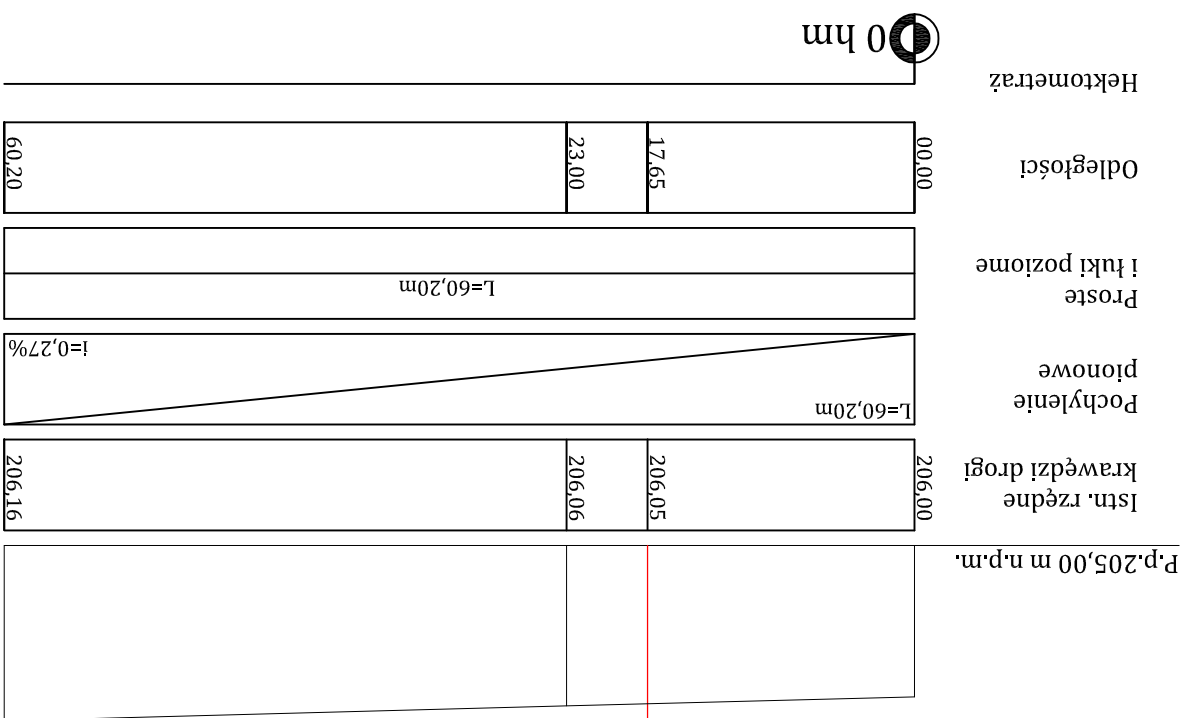 P.p.205,00 m n.p.m.
Istn. rzędne
krawędzi drogi
206,00
206,05
206,06
206,16
Pochylenie
pionowe
L=60,20m
i=0,27%
Proste
i łuki poziome
L=60,20m
Odległości
00,00
17,65
23,00
60,20
Hektometraż
0 hm